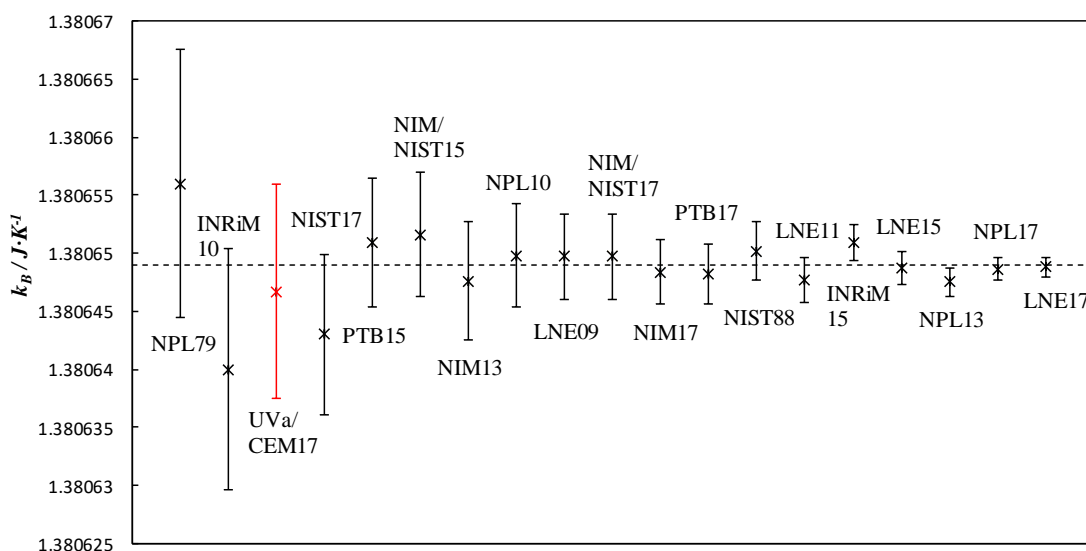 1.38067
1.380665
1.38066
1.380655
1.38065
1.380645
1.38064
1.380635
1.38063
1.380625
k_B / J·K⁻¹
NPL79
INRiM
10
UVa/
CEM17
NIST17
PTB15
NIM/
NIST15
NIM13
NPL10
LNE09
NIM/
NIST17
NIM17
PTB17
NIST88
LNE11
INRiM
15
LNE15
NPL13
NPL17
LNE17